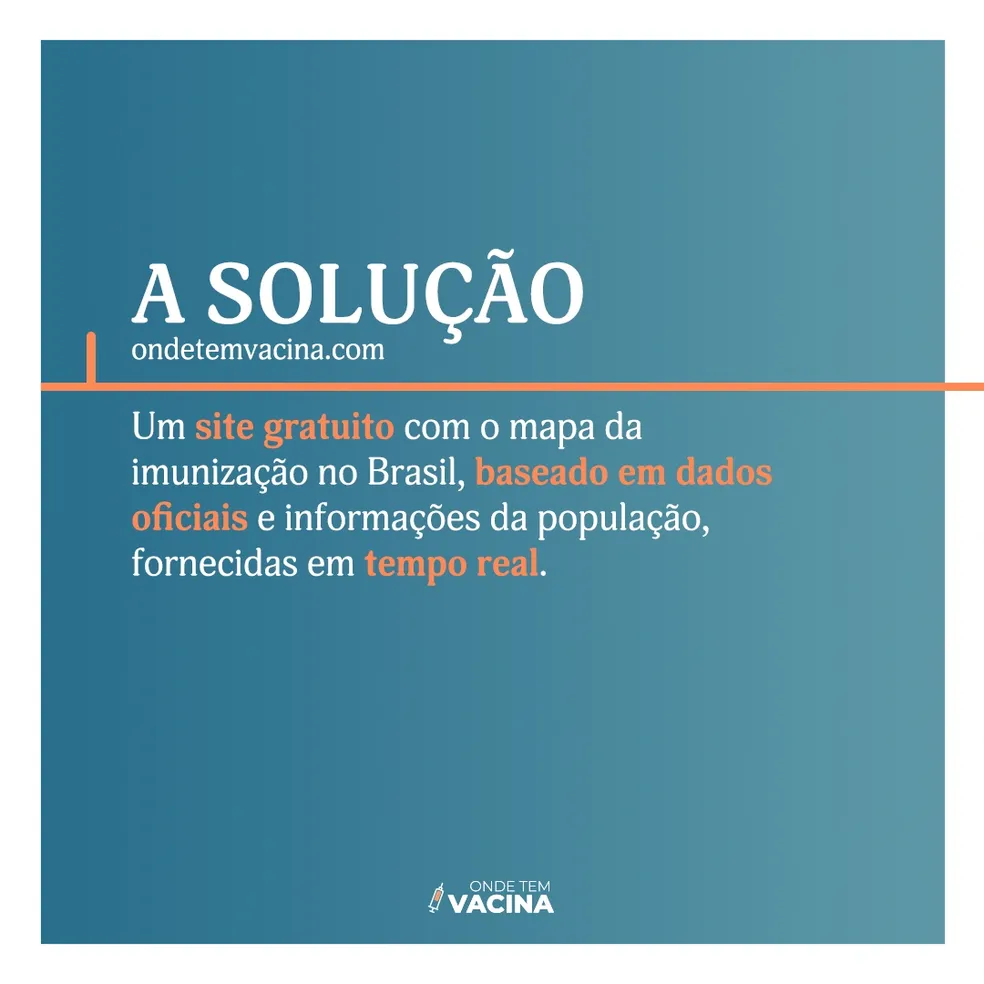 A SOLUÇÃO
ondetemvacina.com
Um site gratuito com o mapa da
imunização no Brasil, baseado em dados
oficiais e informações da população,
fornecidas em tempo real.
ONDE TEM
VACINA